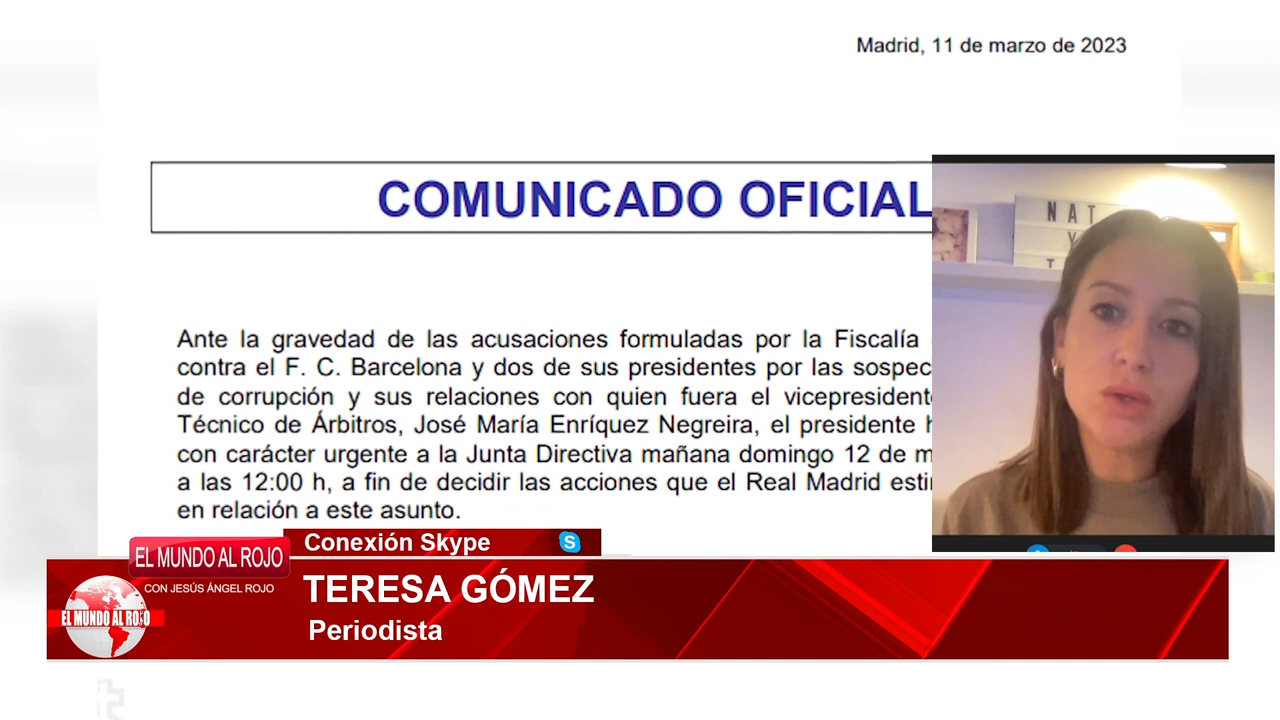 Madrid, 11 de marzo de 2023
COMUNICADO OFICIAL
Ante la gravedad de las acusaciones formuladas por la Fiscalía
contra el F. C. Barcelona y dos de sus presidentes por las
de corrupción y sus relaciones con quien fuera el
Técnico de Árbitros, José María Enríquez Negreira, el presidente
con carácter urgente a la Junta Directiva mañana domingo 12 de
a las 12:00 h, a fin de decidir las acciones que el Real Madrid
en relación a este asunto.
NAT
Y
T
Conexión Skype
EL MUNDO AL ROJO
CON JESÚS ÁNGEL ROJO
EL MUNDO AL ROJO
TERESA GÓMEZ
Periodista